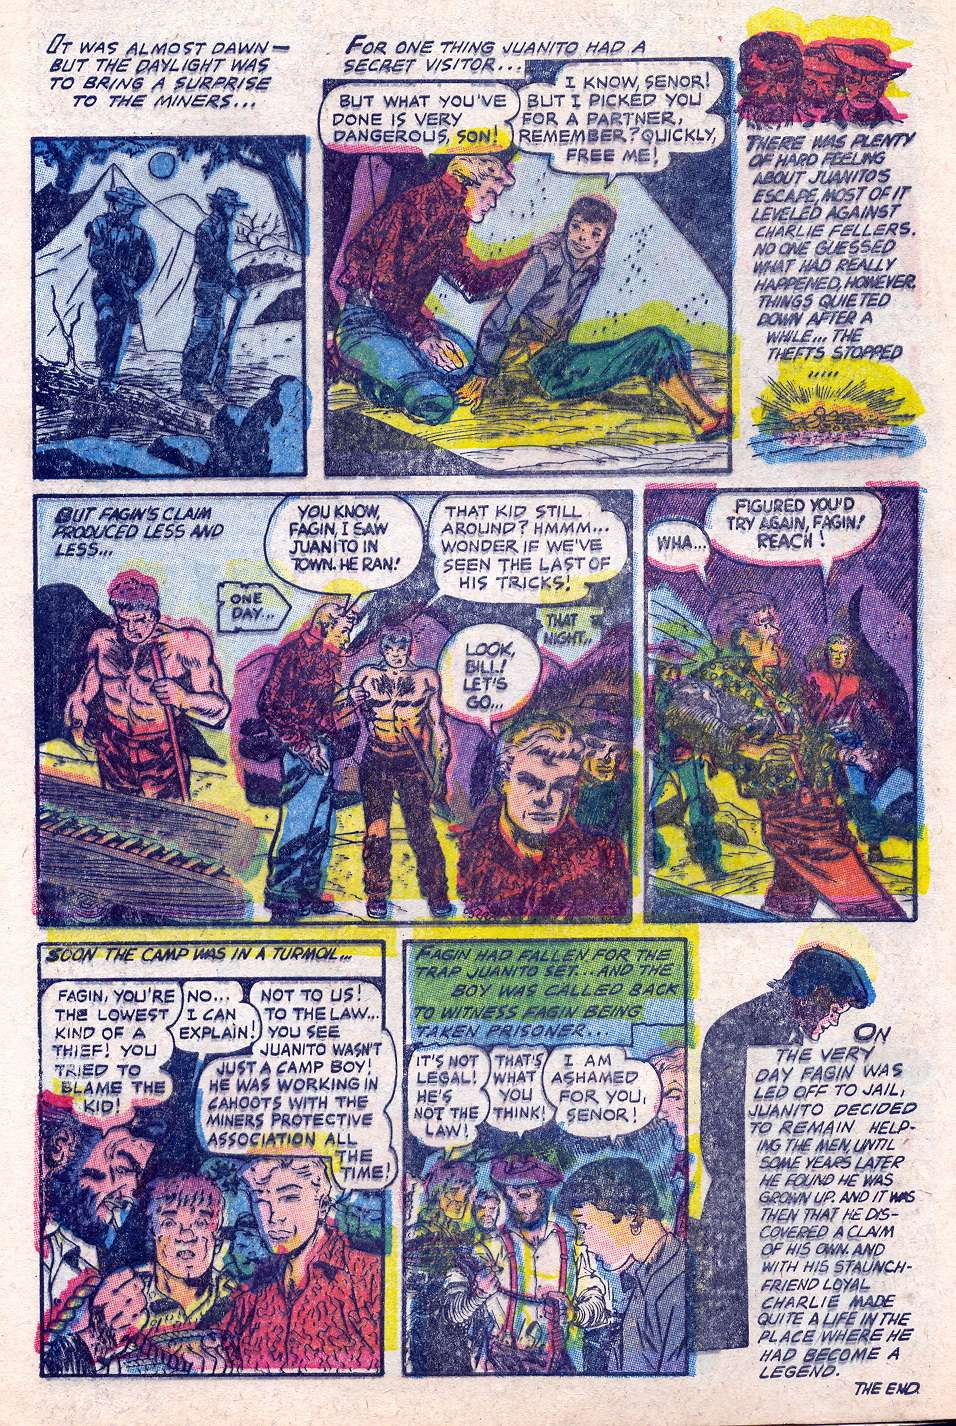 IT WAS ALMOST DAWN—
BUT THE DAYLIGHT WAS
TO BRING A SURPRISE
TO THE MINERS...
FOR ONE THING JUANITO HAD A
SECRET VISITOR...
BUT WHAT YOU'VE
DONE IS VERY
DANGEROUS, SON!
I KNOW, SENOR!
BUT I PICKED YOU
FOR A PARTNER,
REMEMBER? QUICKLY,
FREE ME!
THERE WAS PLENTY
OF HARD FEELING
ABOUT JUANITO'S
ESCAPE, MOST OF IT
LEVELED AGAINST
CHARLIE FELLERS.
NO ONE GUESSED
WHAT HAD REALLY
HAPPENED, HOWEVER,
THINGS QUIETED
DOWN AFTER A
WHILE... THE
THEFTS STOPPED
.....
BUT FAGIN'S CLAIM
PRODUCED LESS AND
LESS...
ONE
DAY...
YOU KNOW,
FAGIN, I SAW
JUANITO IN
TOWN. HE RAN!
THAT KID STILL
AROUND? HMMM...
WONDER IF WE'VE
SEEN THE LAST OF
HIS TRICKS!
THAT
NIGHT..
LOOK,
BILL!
LET'S
GO...
WHA...
FIGURED YOU'D
TRY AGAIN, FAGIN!
REACH!
SOON THE CAMP WAS IN A TURMOIL...
FAGIN, YOU'RE
THE LOWEST
KIND OF A
THIEF! YOU
TRIED TO
BLAME THE
KID!
NO...
I CAN
EXPLAIN!
NOT TO US!
TO THE LAW...
YOU SEE
JUANITO WASN'T
JUST A CAMP BOY!
HE WAS WORKING IN
CAHOOTS WITH THE
MINERS PROTECTIVE
ASSOCIATION ALL
THE
TIME!
FAGIN HAD FALLEN FOR THE
TRAP JUANITO SET...AND THE
BOY WAS CALLED BACK
TO WITNESS FAGIN BEING
TAKEN PRISONER...
IT'S NOT
LEGAL!
HE'S
NOT THE
LAW!
THAT'S
WHAT
YOU
THINK!
I AM
ASHAMED
FOR YOU,
SENOR!
ON
THE VERY
DAY FAGIN WAS
LED OFF TO JAIL,
JUANITO DECIDED
TO REMAIN HELP-
ING THE MEN, UNTIL
SOME YEARS LATER
HE FOUND HE WAS
GROWN UP. AND IT WAS
THEN THAT HE DIS-
COVERED A CLAIM
OF HIS OWN. AND
WITH HIS STAUNCH-
FRIEND LOYAL
CHARLIE MADE
QUITE A LIFE IN THE
PLACE WHERE HE
HAD BECOME A
LEGEND.
THE END.